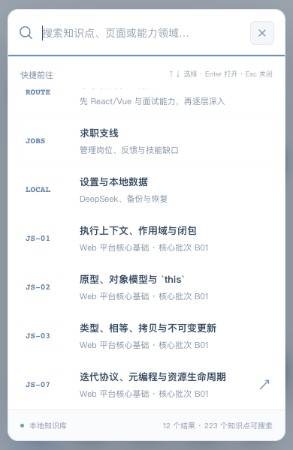 搜索知识点、页面或能力领域…
快捷前往
↑↓ 选择 · Enter 打开 · Esc 关闭
ROUTE
先 React/Vue 与面试能力，再逐层深入
JOBS
求职支线
管理岗位、反馈与技能缺口
LOCAL
设置与本地数据
DeepSeek、备份与恢复
JS-01
执行上下文、作用域与闭包
Web 平台核心基础 · 核心批次 B01
JS-02
原型、对象模型与 `this`
Web 平台核心基础 · 核心批次 B01
JS-03
类型、相等、拷贝与不可变更新
Web 平台核心基础 · 核心批次 B01
JS-07
迭代协议、元编程与资源生命周期
Web 平台核心基础 · 核心批次 B01
本地知识库
12 个结果 · 223 个知识点可搜索